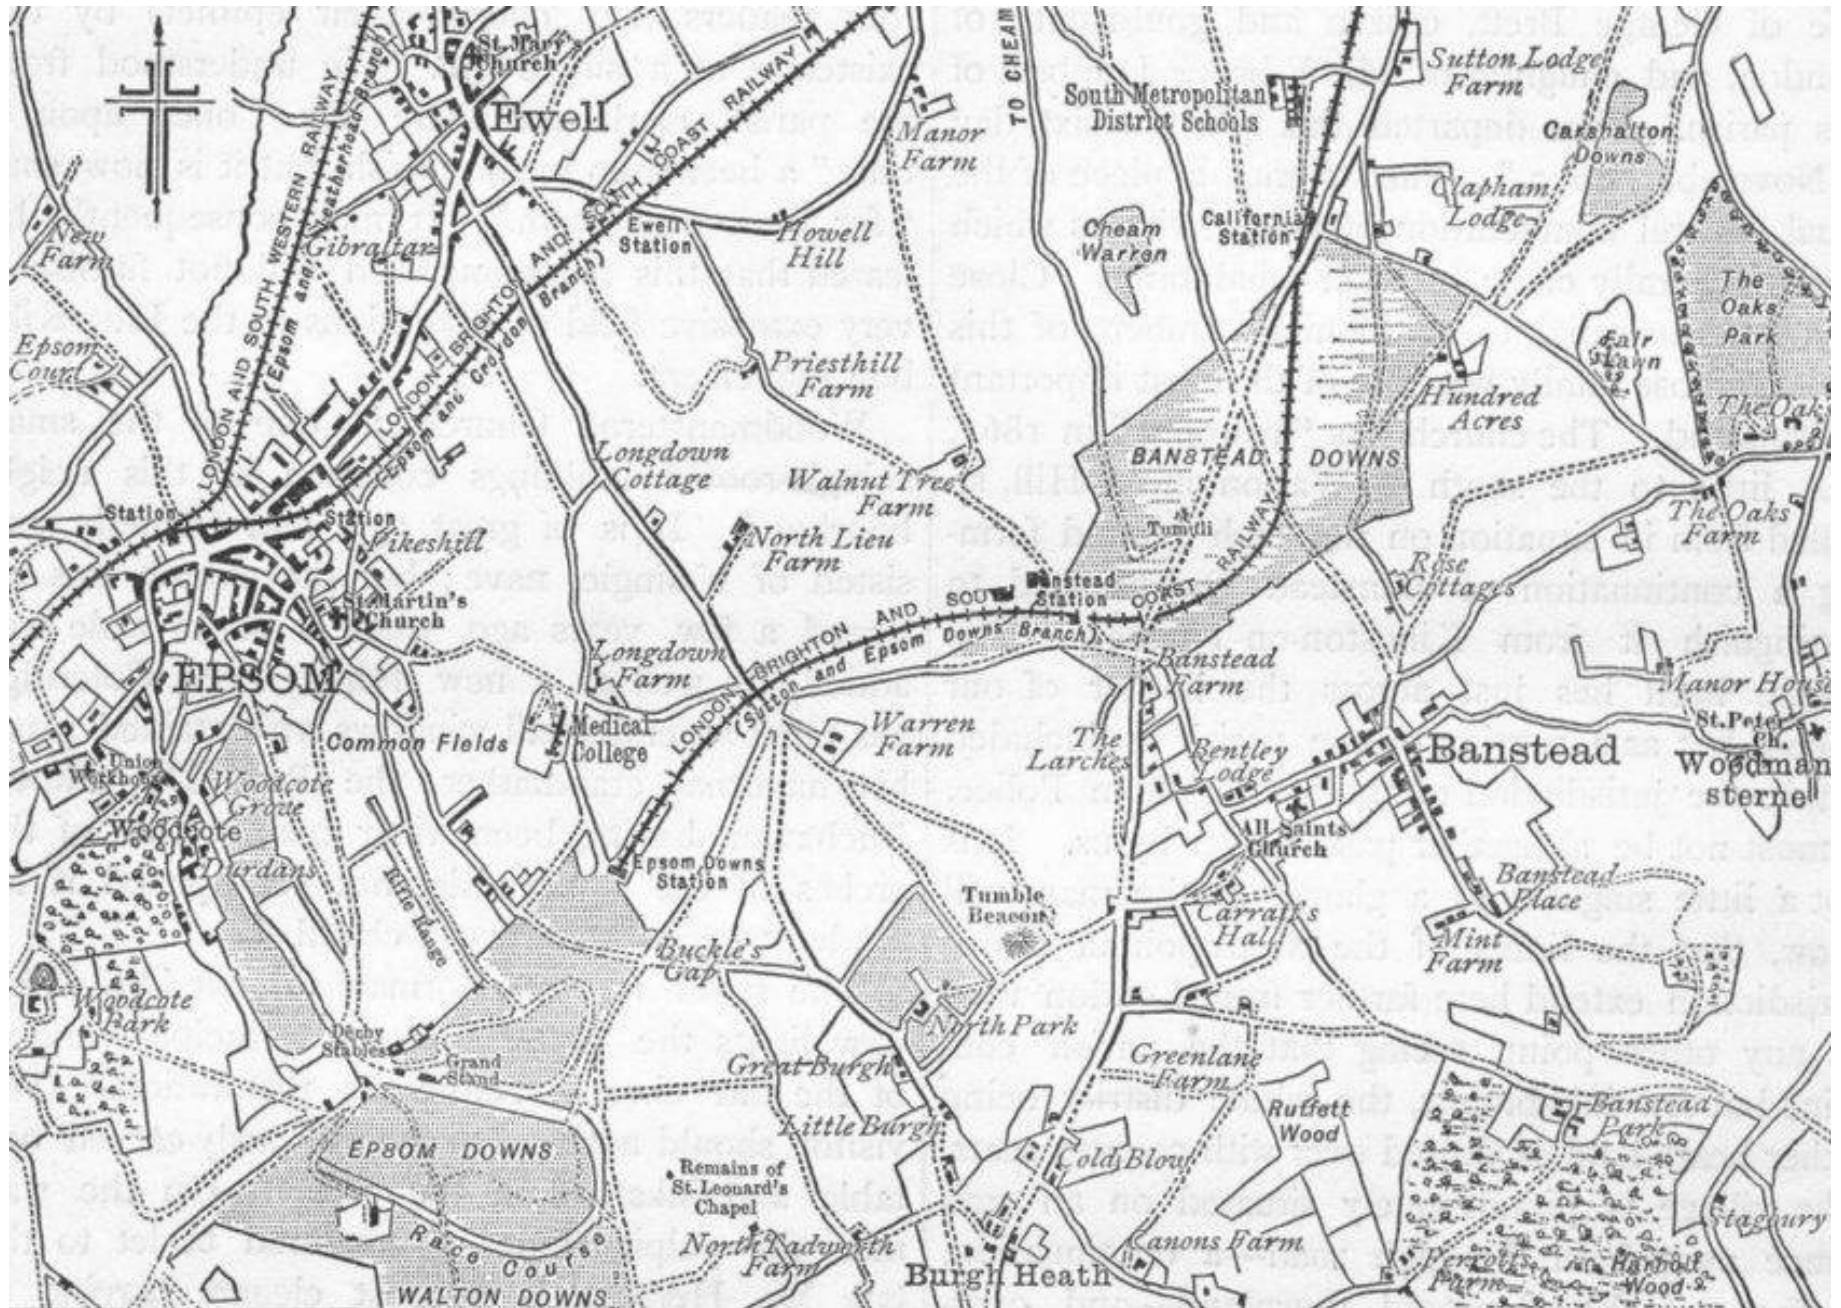 St. Mary's
Church
Ewell
LONDON AND SOUTH WESTERN RAILWAY
(Epsom and Leatherhead Branch)
TO CHEAM
South Metropolitan
District Schools
Sutton Lodge
Farm
Carshalton
Downs
Manor
Farm
Clapham
Lodge
California
Station
LONDON BRIGHTON AND SOUTH COAST RAILWAY
(Epsom and Croydon Branch)
Ewell
Station
Howell
Hill
Cheam
Warren
New
Farm
Gibraltar
The
Oaks
Park
Epsom
Court
Priesthill
Farm
Fair
Lawn
Hundred
Acres
The Oaks
Longdown
Cottage
Walnut Tree
Farm
BANSTEAD DOWNS
Station
Station
Pikeshill
North Lieu
Farm
Tumuli
The Oaks
Farm
Rose
Cottages
Banstead
Station
LONDON BRIGHTON AND SOUTH COAST RAILWAY
(Sutton and Epsom Downs Branch)
St. Martin's
Church
EPSOM
Longdown
Farm
Banstead
Farm
Manor House
St. Peter
Ch.
Woodman
sterne
Common Fields
Medical
College
Warren
Farm
The
Larches
Bentley
Lodge
Banstead
Union
Workhouse
Woodcote
Grove
Woodcote
Durdans
All Saints
Church
Epsom Downs
Station
Rifle Range
Tumble
Beacon
Banstead
Place
Carratt's
Hall
Mint
Farm
Buckle's
Gap
Woodcote
Park
North Park
Derby
Stables
Grand
Stand
Great Burgh
Greenlane
Farm
Little Burgh
Ruffett
Wood
Banstead
Park
EPSOM DOWNS
Cold Blow
Remains of
St. Leonard's
Chapel
Race Course
North Tadworth
Farm
Canons Farm
Burgh Heath
Stagbury
Farm
Wood
WALTON DOWNS